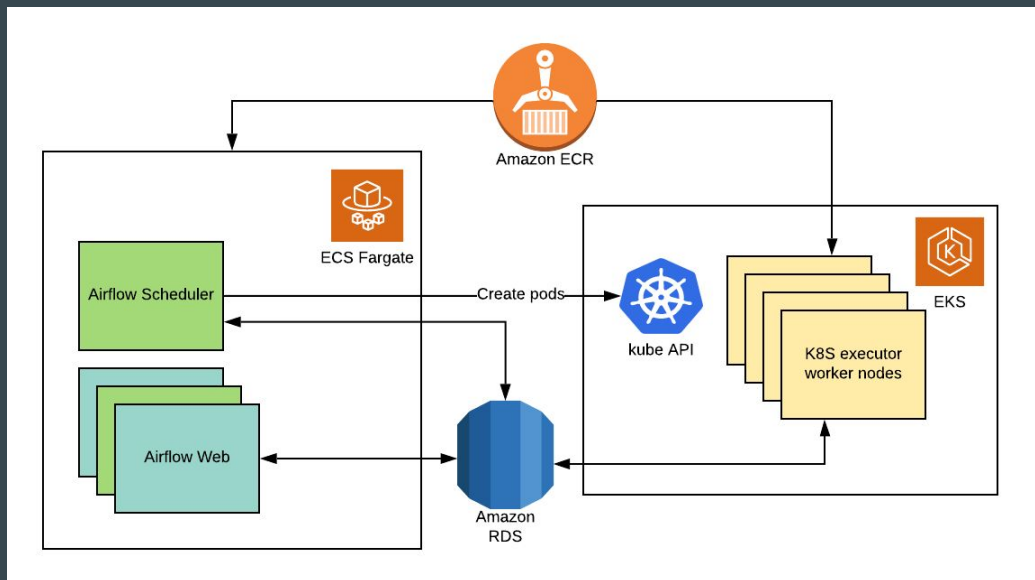 Amazon ECR
ECS Fargate
Airflow Scheduler
Create pods
kube API
K
EKS
K8S executor
worker nodes
Airflow Web
Amazon
RDS